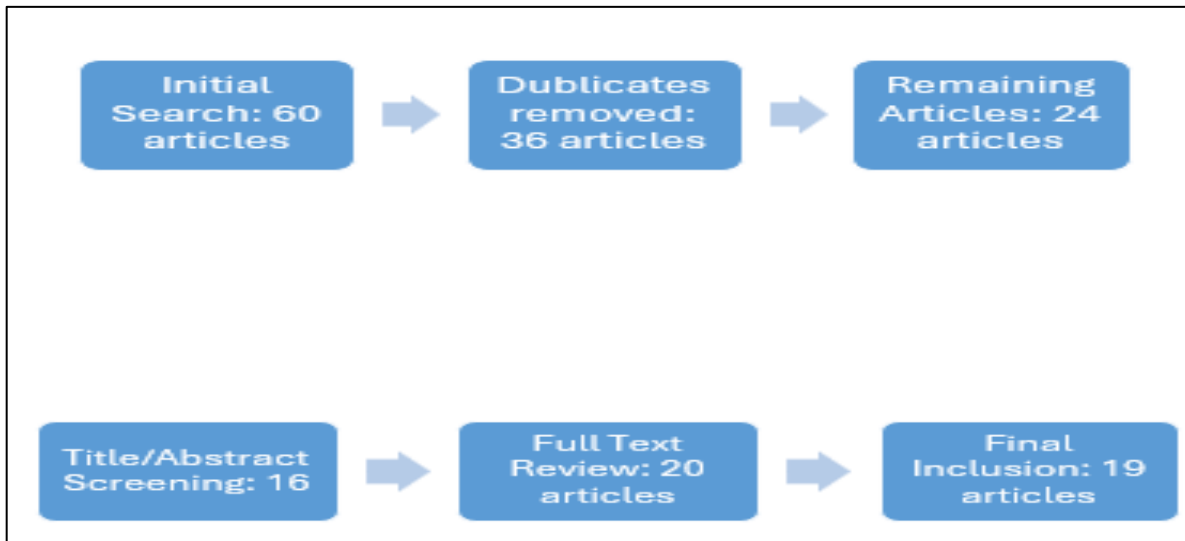 Initial
Search: 60
articles
Dublicates
removed:
36 articles
Remaining
Articles: 24
articles
Title/Abstract
Screening: 16
Full Text
Review: 20
articles
Final
Inclusion: 19
articles